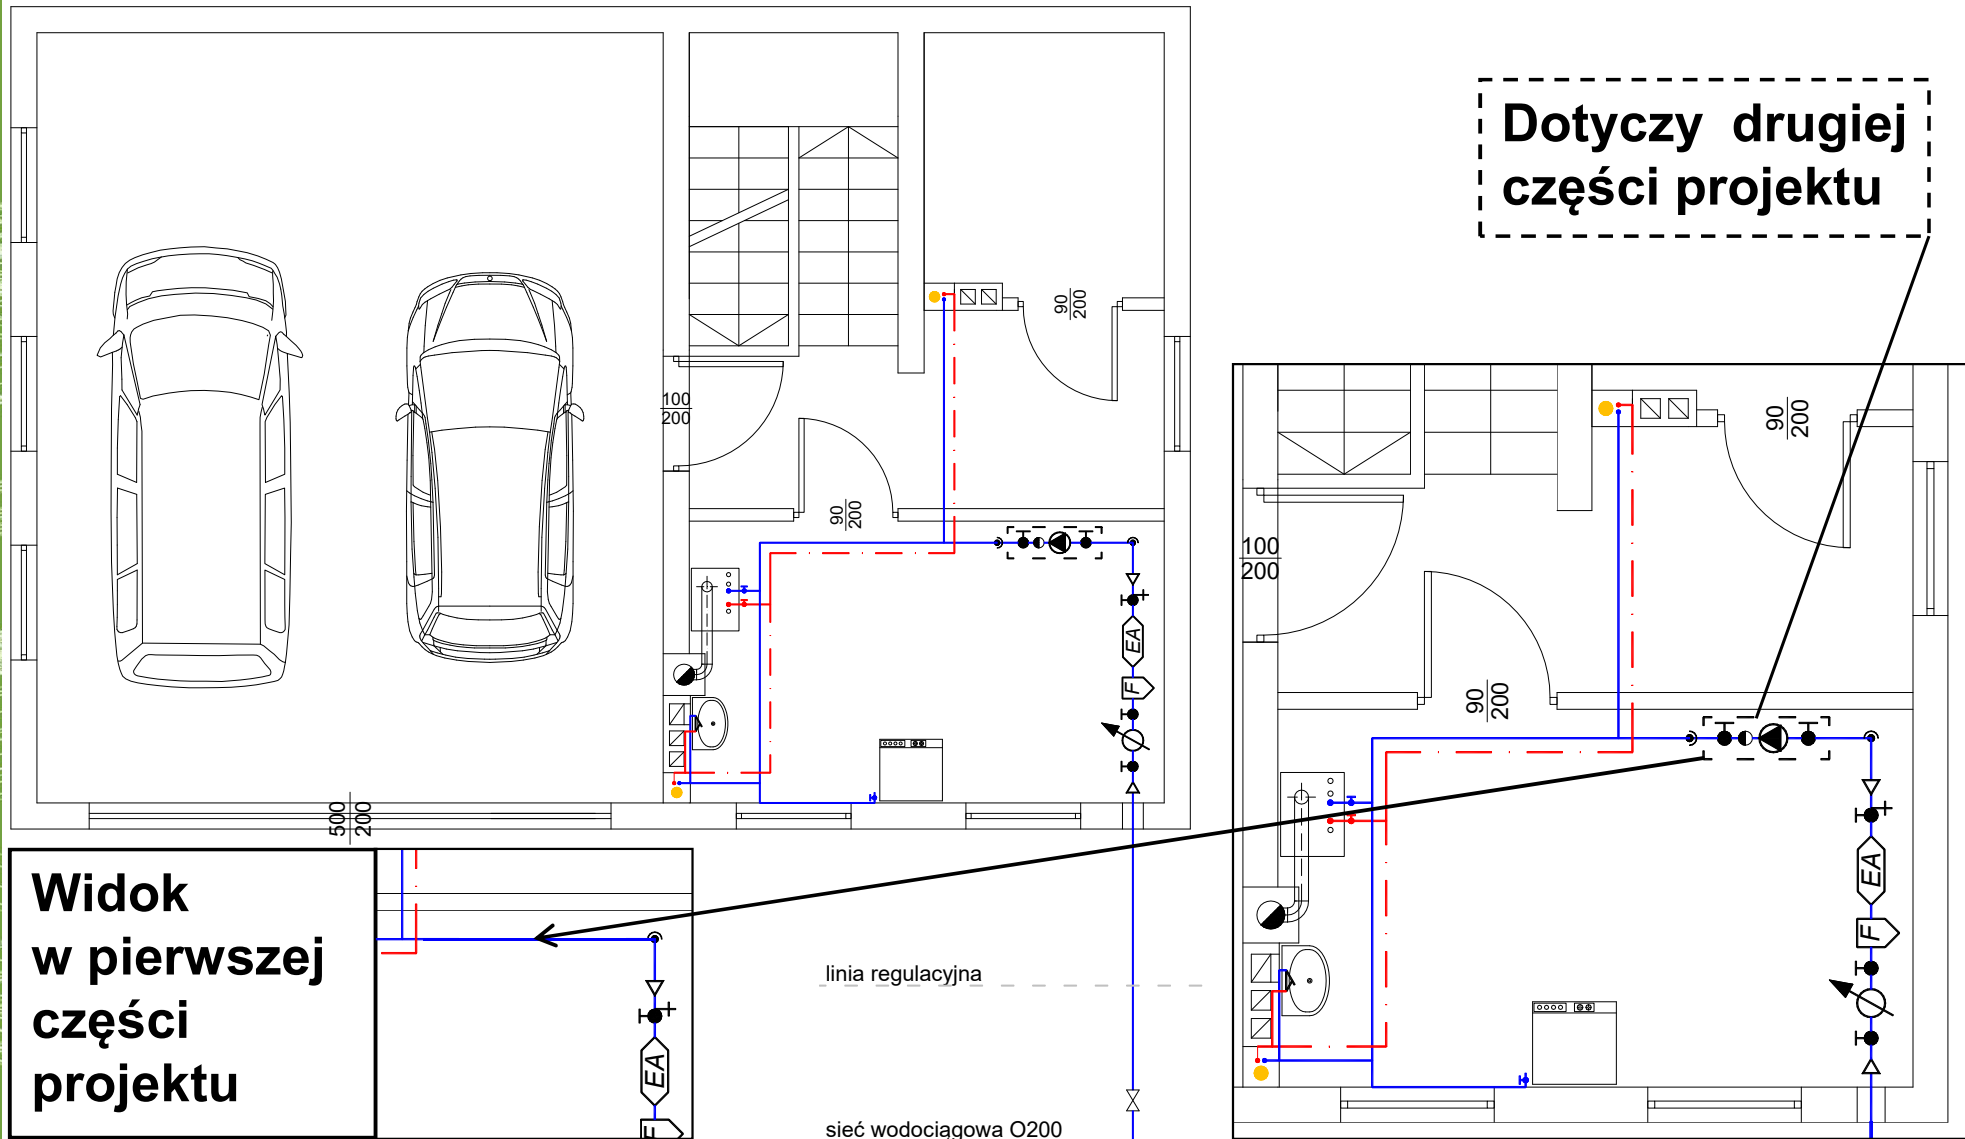 Dotyczy drugiej
części projektu
90
200
100
200
90
200
EA
F
500
200
90
200
100
200
90
200
EA
F
Widok
w pierwszej
części
projektu
EA
F
linia regulacyjna
sieć wodociągowa O200